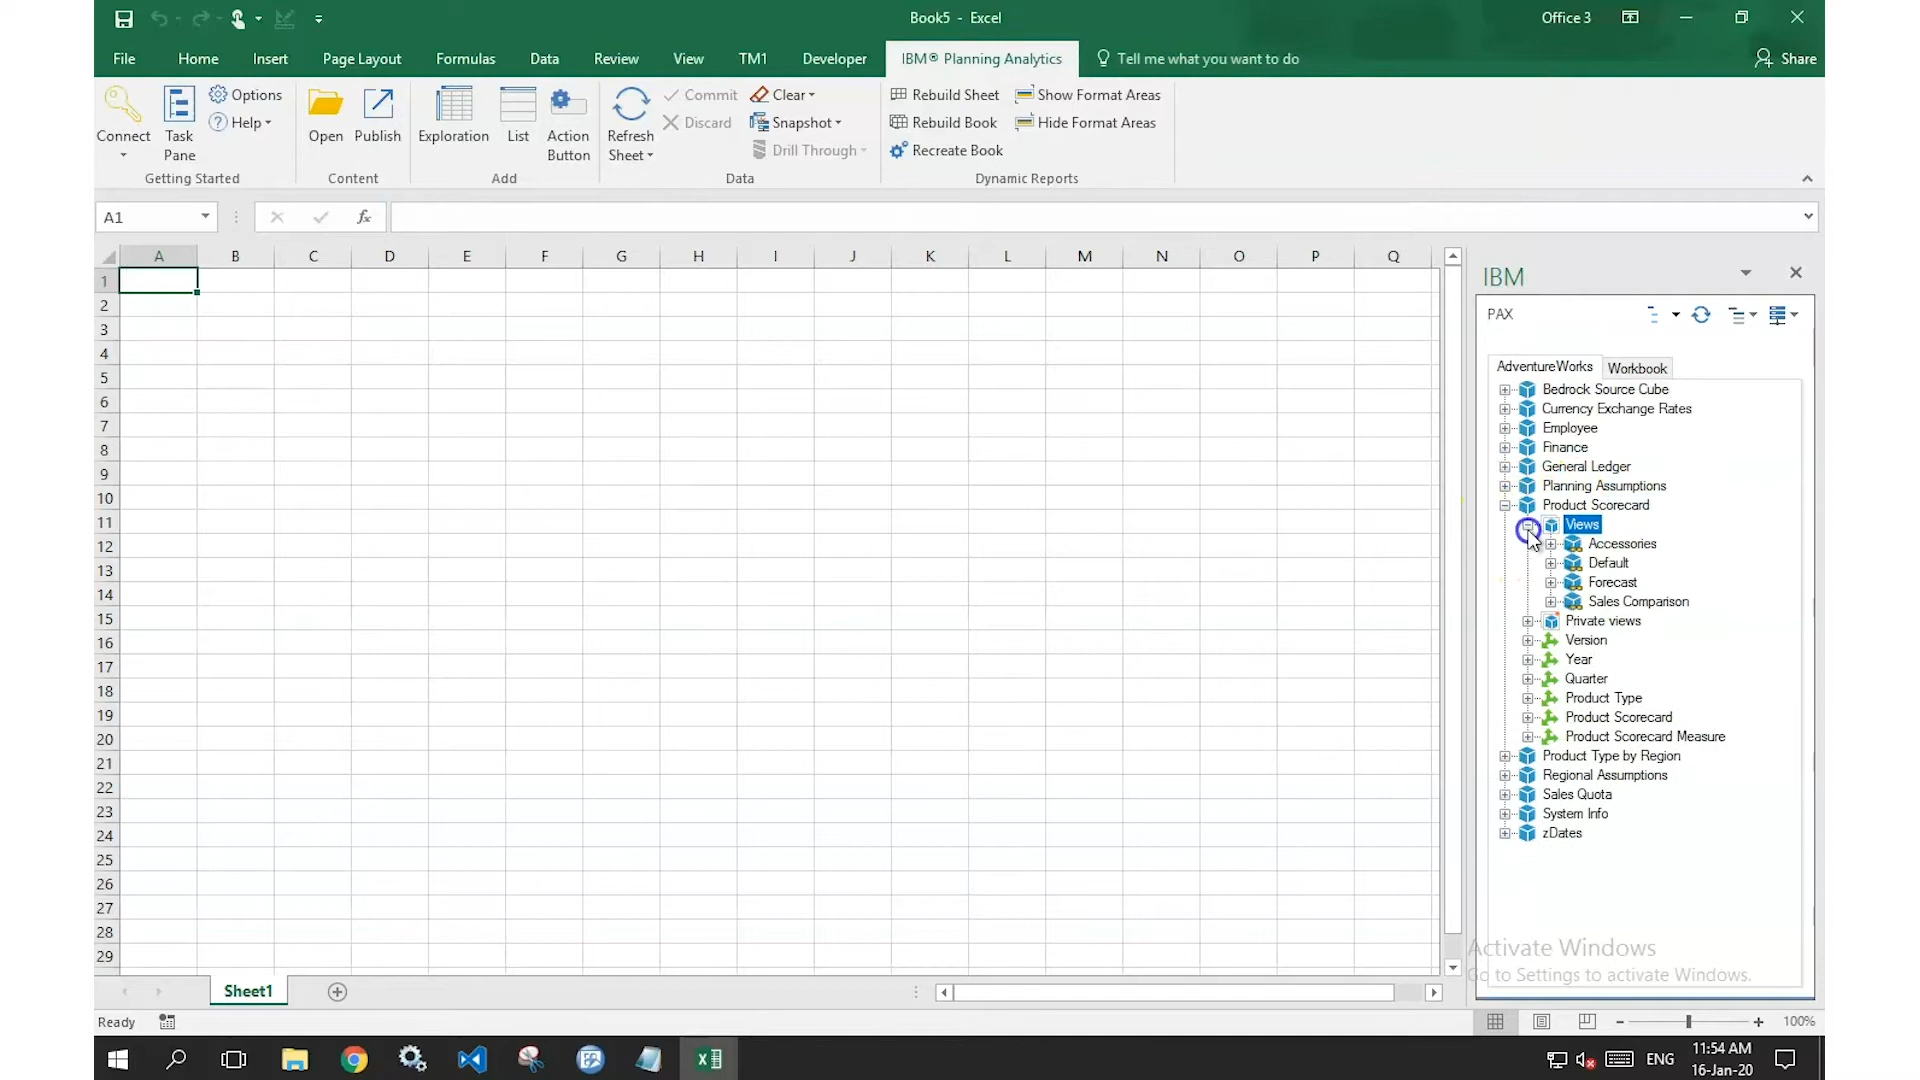 Book5 - Excel
Office 3
File Home Insert Page Layout Formulas Data Review View TM1 Developer IBM® Planning Analytics Tell me what you want to do Share
Connect
Task Pane
Options
Help
Getting Started
Open Publish
Content
Exploration List Action Button
Add
Refresh Sheet
Commit Clear
Discard Snapshot
Drill Through
Data
Rebuild Sheet Show Format Areas
Rebuild Book Hide Format Areas
Recreate Book
Dynamic Reports
A1
fx
A B C D E F G H I J K L M N O P Q
1
2
3
4
5
6
7
8
9
10
11
12
13
14
15
16
17
18
19
20
21
22
23
24
25
26
27
28
29
IBM
PAX
AdventureWorks Workbook
Bedrock Source Cube
Currency Exchange Rates
Employee
Finance
General Ledger
Planning Assumptions
Product Scorecard
Views
Accessories
Default
Forecast
Sales Comparison
Private views
Version
Year
Quarter
Product Type
Product Scorecard
Product Scorecard Measure
Product Type by Region
Regional Assumptions
Sales Quota
System Info
zDates
Activate Windows
Go to Settings to activate Windows.
Sheet1
Ready
100%
ENG
11:54 AM
16-Jan-20